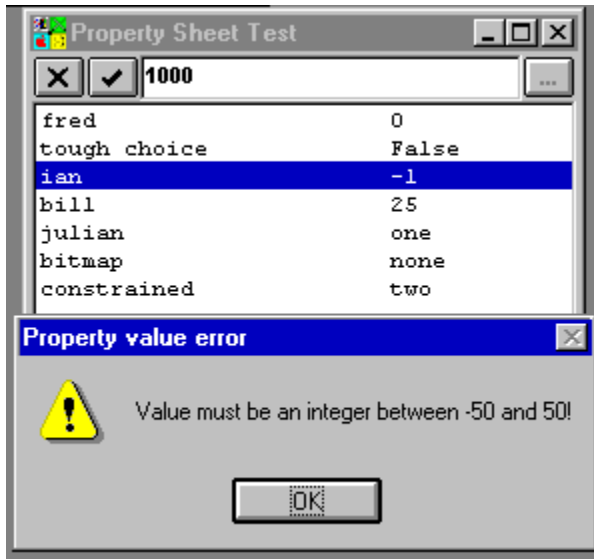 Property Sheet Test
1000
...
fred 0
tough choice False
ian -1
bill 25
julian one
bitmap none
constrained two
Property value error
Value must be an integer between -50 and 50!
OK